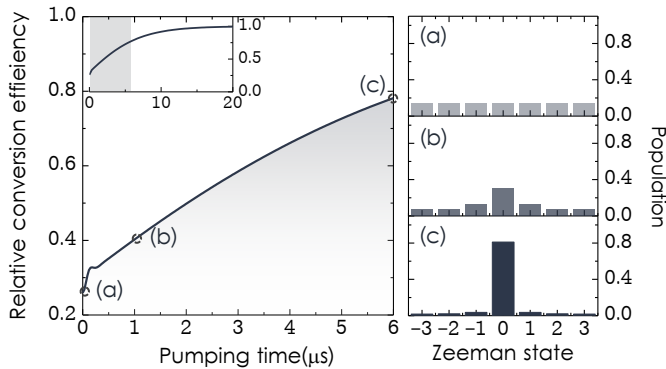 Relative conversion effieiency
1.0
0.8
0.6
0.4
0.2
0 1 2 3 4 5 6
Pumping time(μs)
(a)
(b)
(c)
1.0
0.5
0.0
0 10 20
(a)
0.8
0.4
0.0
(b)
0.8
0.4
0.0
(c)
0.8
0.4
0.0
-3 -2 -1 0 1 2 3
Zeeman state
Population